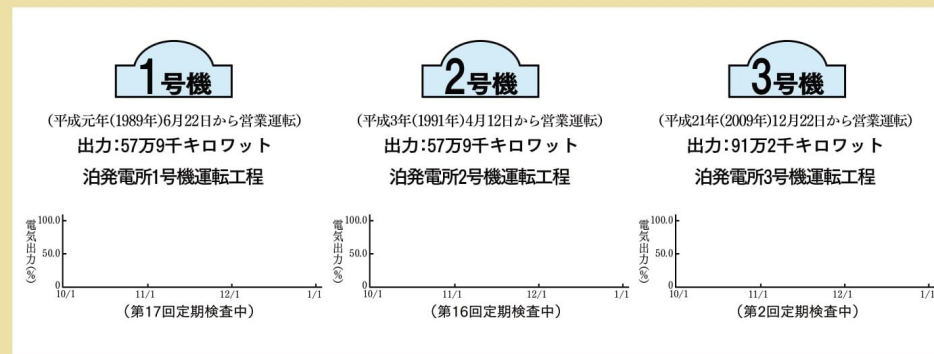 1号機
(平成元年(1989年)6月22日から営業運転)
出力:57万9千キロワット
泊発電所1号機運転工程
電気出力(%)
100.0
50.0
0
10/1 11/1 12/1 1/1
(第17回定期検査中)
2号機
(平成3年(1991年)4月12日から営業運転)
出力:57万9千キロワット
泊発電所2号機運転工程
電気出力(%)
100.0
50.0
0
10/1 11/1 12/1 1/1
(第16回定期検査中)
3号機
(平成21年(2009年)12月22日から営業運転)
出力:91万2千キロワット
泊発電所3号機運転工程
電気出力(%)
100.0
50.0
0
10/1 11/1 12/1 1/1
(第2回定期検査中)